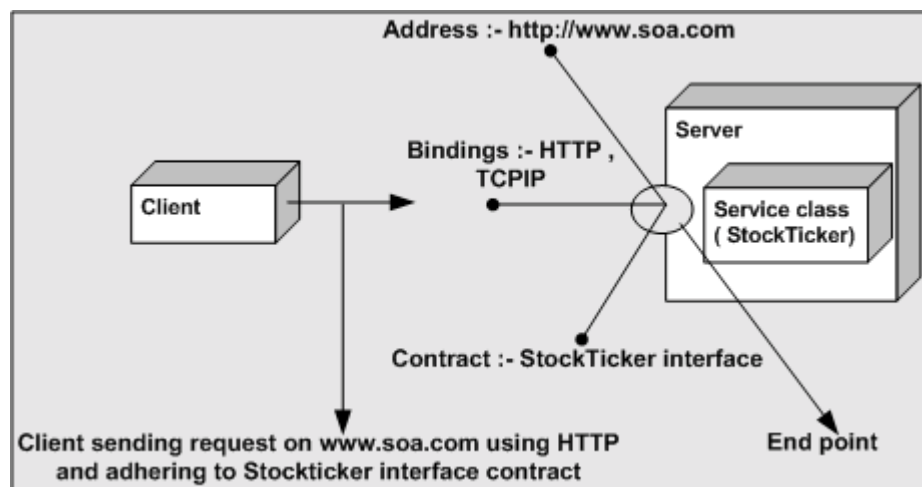 Address :- http://www.soa.com
Server
Bindings :- HTTP ,
TCPIP
Client
Service class
( StockTicker)
Contract :- StockTicker interface
Client sending request on www.soa.com using HTTP
and adhering to Stockticker interface contract
End point